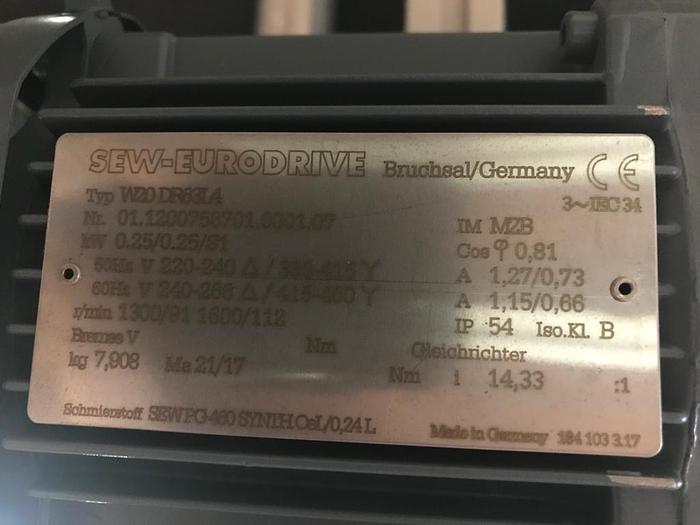 SEW-EURODRIVE Bruchsal/Germany CE
Typ W20 DR63L4 3~IEC 34
Nr. 01.1200758701.0001.07 IM MZB
kW 0.25/0.25/S1 Cos φ 0,81
50Hz V 220-240 Δ / 380-415 Y A 1,27/0,73
60Hz V 240-266 Δ / 415-460 Y A 1,15/0,66
r/min 1300/91 1600/112 IP 54 Iso.Kl. B
Bremse V Nm Gleichrichter
kg 7,908 Ma 21/17 Nm i 14,33 :1
Schmierstoff SEW PG 460 SYNTH.Oel/0,24 L Made in Germany 184 103 3.17